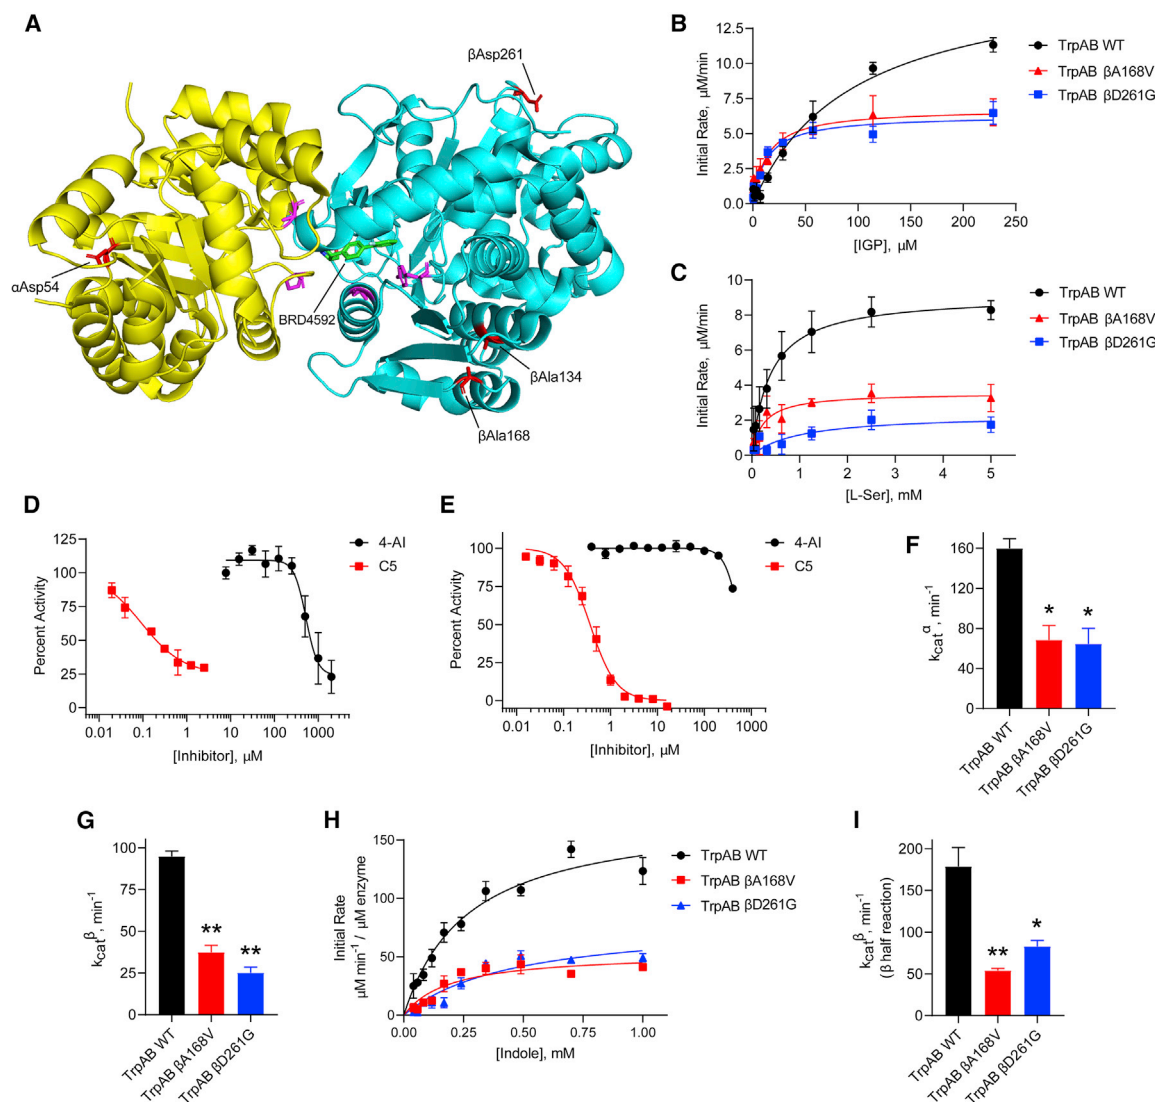 A
βAsp261
αAsp54
BRD4592
βAla134
βAla168
B
12.5
10.0
7.5
5.0
2.5
0.0
Initial Rate, µM/min
0
50
100
150
200
250
[IGP], µM
TrpAB WT
TrpAB βA168V
TrpAB βD261G
C
10
8
6
4
2
0
Initial Rate, µM/min
0
1
2
3
4
5
[L-Ser], mM
TrpAB WT
TrpAB βA168V
TrpAB βD261G
D
125
100
75
50
25
0
Percent Activity
0.01
0.1
1
10
100
1000
[Inhibitor], µM
4-AI
C5
E
100
75
50
25
0
Percent Activity
0.01
0.1
1
10
100
1000
[Inhibitor], µM
4-AI
C5
F
160
120
80
40
0
kcat α, min-1
*
*
TrpAB WT
TrpAB βA168V
TrpAB βD261G
G
100
75
50
25
0
kcat β, min-1
**
**
TrpAB WT
TrpAB βA168V
TrpAB βD261G
H
150
100
50
0
Initial Rate
µM min-1 / µM enzyme
0.00
0.25
0.50
0.75
1.00
[Indole], mM
TrpAB WT
TrpAB βA168V
TrpAB βD261G
I
200
150
100
50
0
kcat β, min-1
(β half reaction)
**
*
TrpAB WT
TrpAB βA168V
TrpAB βD261G